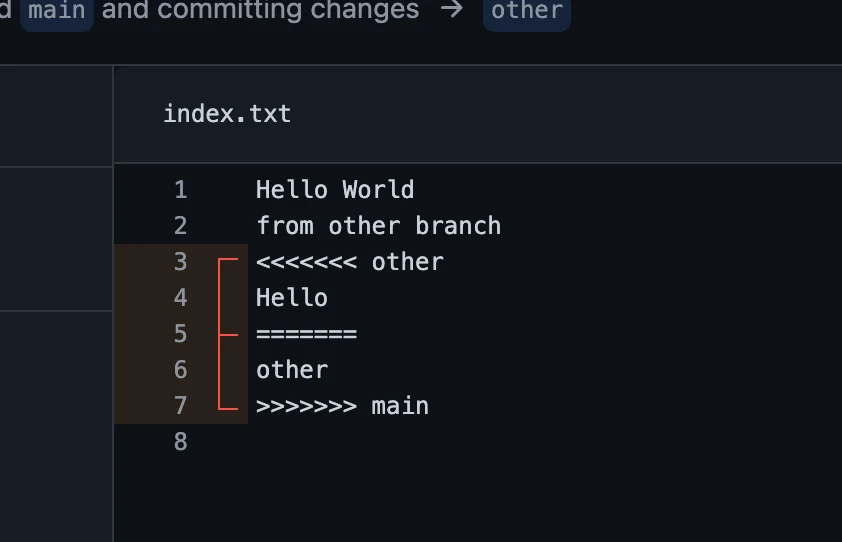 main and committing changes → other
index.txt
1 Hello World
2 from other branch
3 <<<<<<< other
4 Hello
5 =======
6 other
7 >>>>>>> main
8